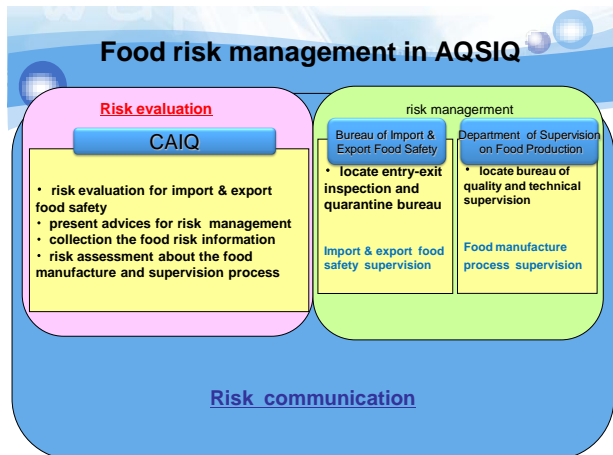 Food risk management in AQSIQ
Risk evaluation
CAIQ
• risk evaluation for import & export
food safety
• present advices for risk management
• collection the food risk information
• risk assessment about the food
manufacture and supervision process
risk managerment
Bureau of Import &
Export Food Safety
• locate entry-exit
inspection and
quarantine bureau
Import & export food
safety supervision
Department of Supervision
on Food Production
• locate bureau of
quality and technical
supervision
Food manufacture
process supervision
Risk communication